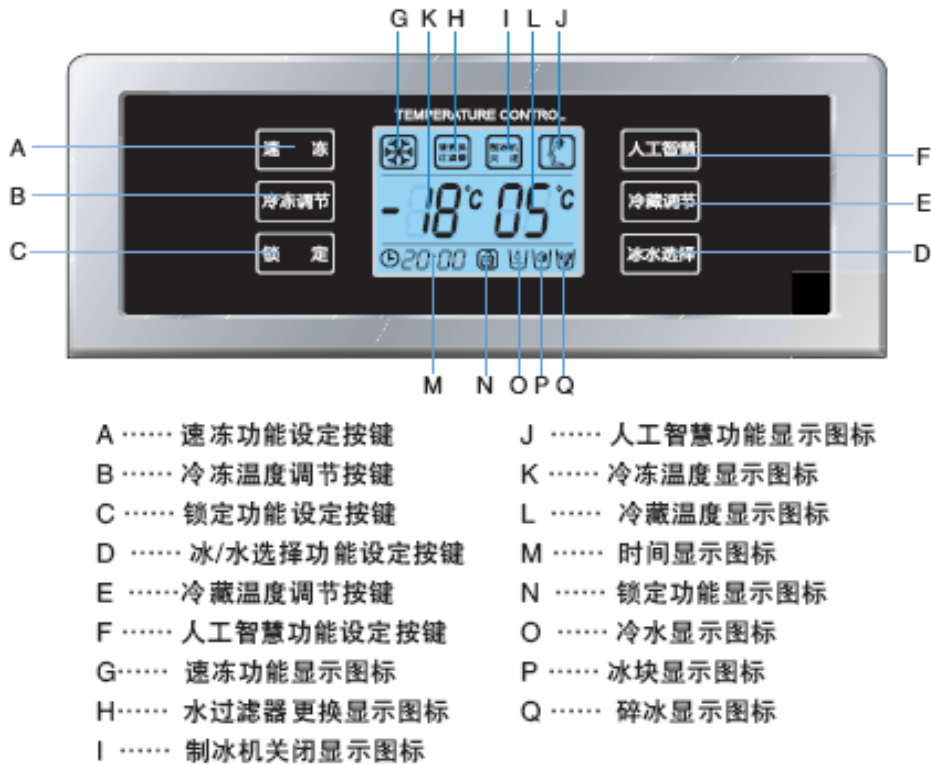 G K H I L J
TEMPERATURE CONTROL
A 速 冻 人工智慧 F
B 冷冻调节 -18℃ 05℃ 冷藏调节 E
C 锁 定 20:00 冰水选择 D
M N O P Q
A …… 速冻功能设定按键
B …… 冷冻温度调节按键
C …… 锁定功能设定按键
D …… 冰/水选择功能设定按键
E ……冷藏温度调节按键
F …… 人工智慧功能设定按键
G…… 速冻功能显示图标
H…… 水过滤器更换显示图标
I …… 制冰机关闭显示图标
J …… 人工智慧功能显示图标
K …… 冷冻温度显示图标
L …… 冷藏温度显示图标
M …… 时间显示图标
N …… 锁定功能显示图标
O …… 冷水显示图标
P …… 冰块显示图标
Q …… 碎冰显示图标